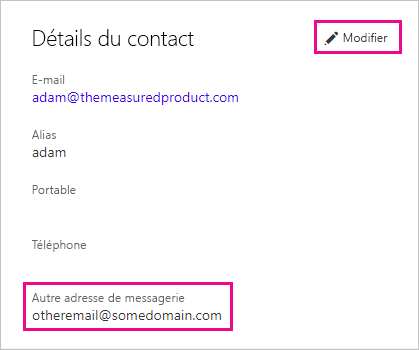 Détails du contact
Modifier
E-mail
adam@themeasuredproduct.com
Alias
adam
Portable
Téléphone
Autre adresse de messagerie
otheremail@somedomain.com